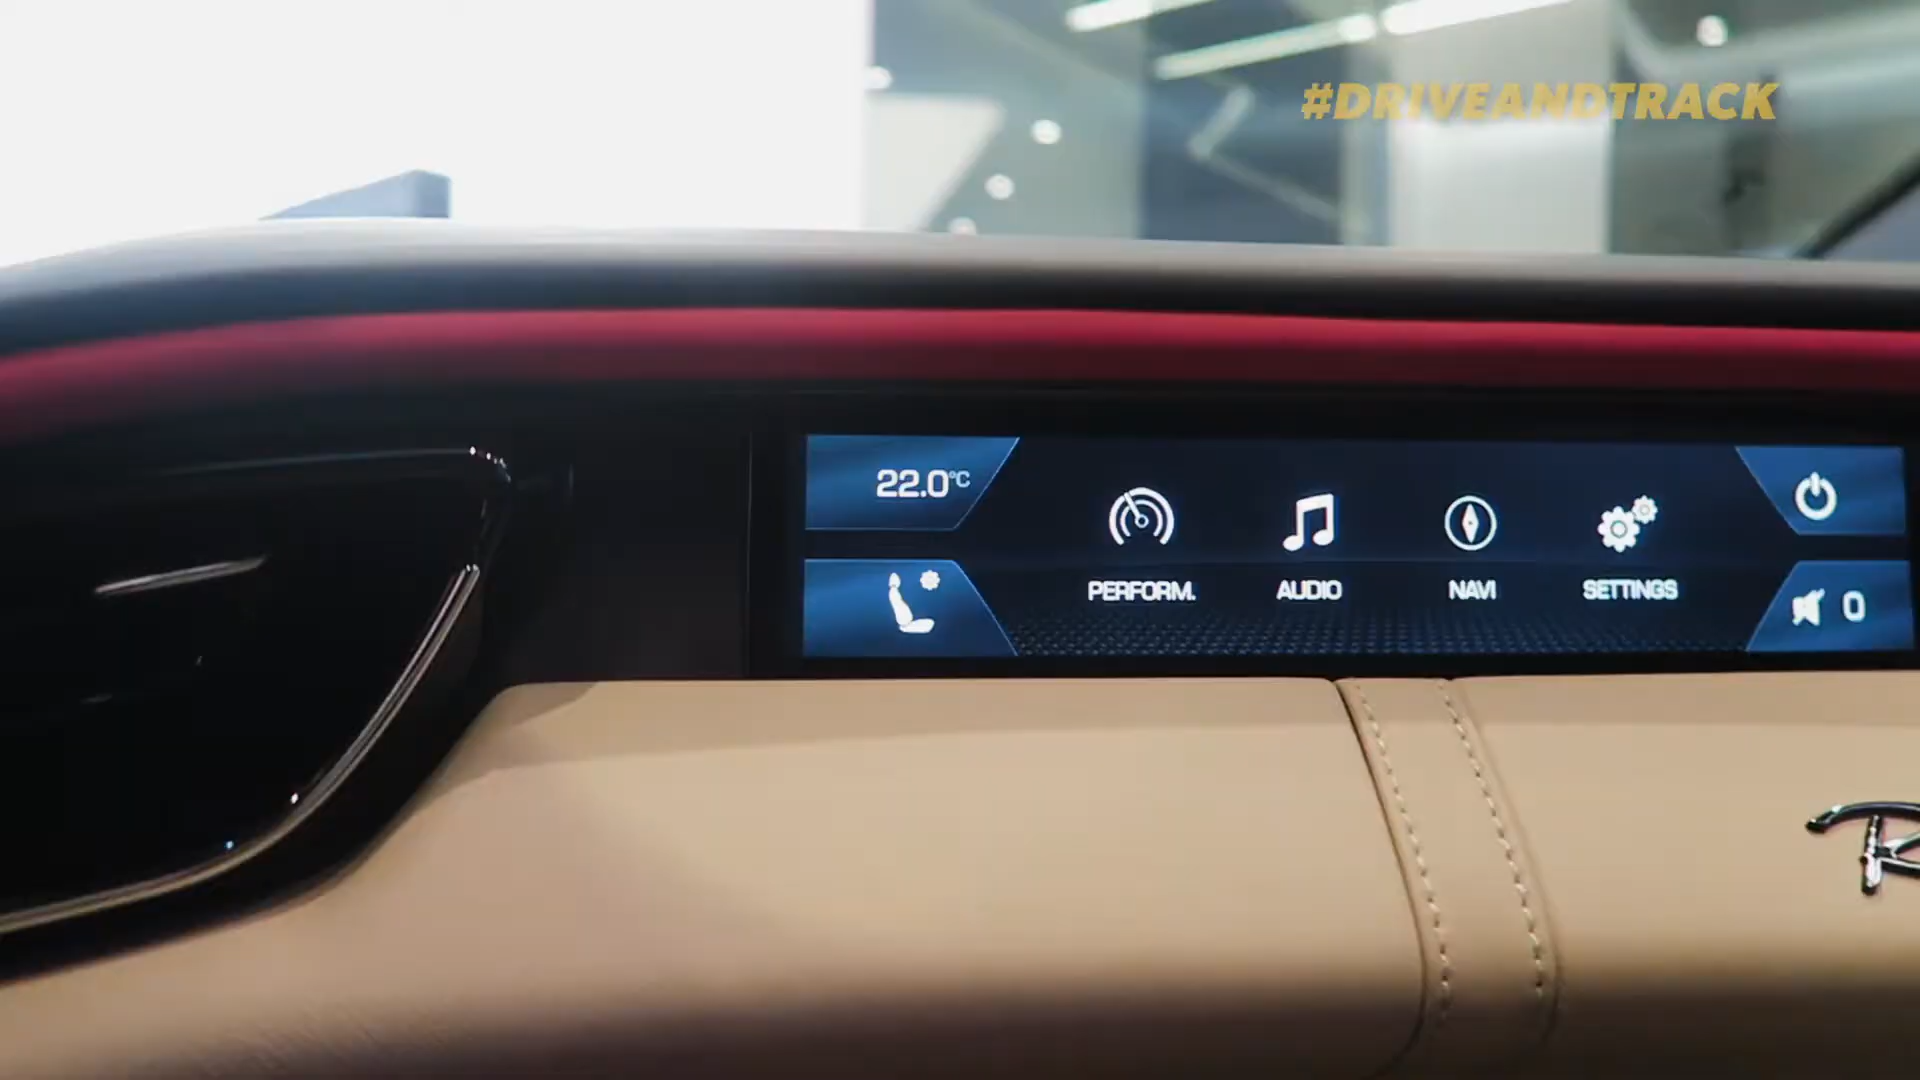 #DRIVEANDTRACK
22.0°C
PERFORM.
AUDIO
NAVI
SETTINGS
0